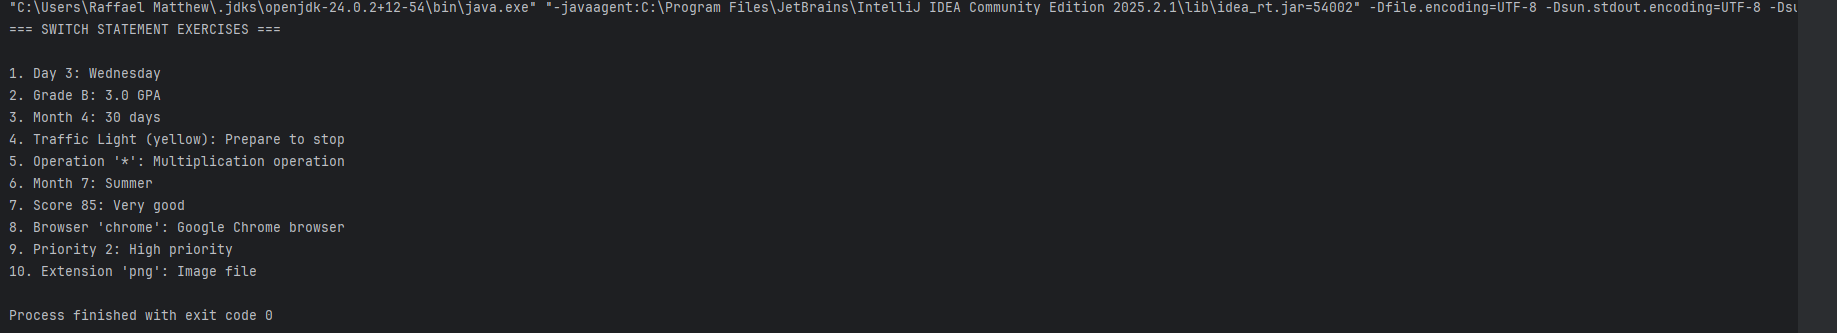 "C:\Users\Raffael Matthew\.jdks\openjdk-24.0.2+12-54\bin\java.exe" "-javaagent:C:\Program Files\JetBrains\IntelliJ IDEA Community Edition 2025.2.1\lib\idea_rt.jar=54002" -Dfile.encoding=UTF-8 -Dsun.stdout.encoding=UTF-8 -Dsu
=== SWITCH STATEMENT EXERCISES ===
1. Day 3: Wednesday
2. Grade B: 3.0 GPA
3. Month 4: 30 days
4. Traffic Light (yellow): Prepare to stop
5. Operation '*': Multiplication operation
6. Month 7: Summer
7. Score 85: Very good
8. Browser 'chrome': Google Chrome browser
9. Priority 2: High priority
10. Extension 'png': Image file
Process finished with exit code 0